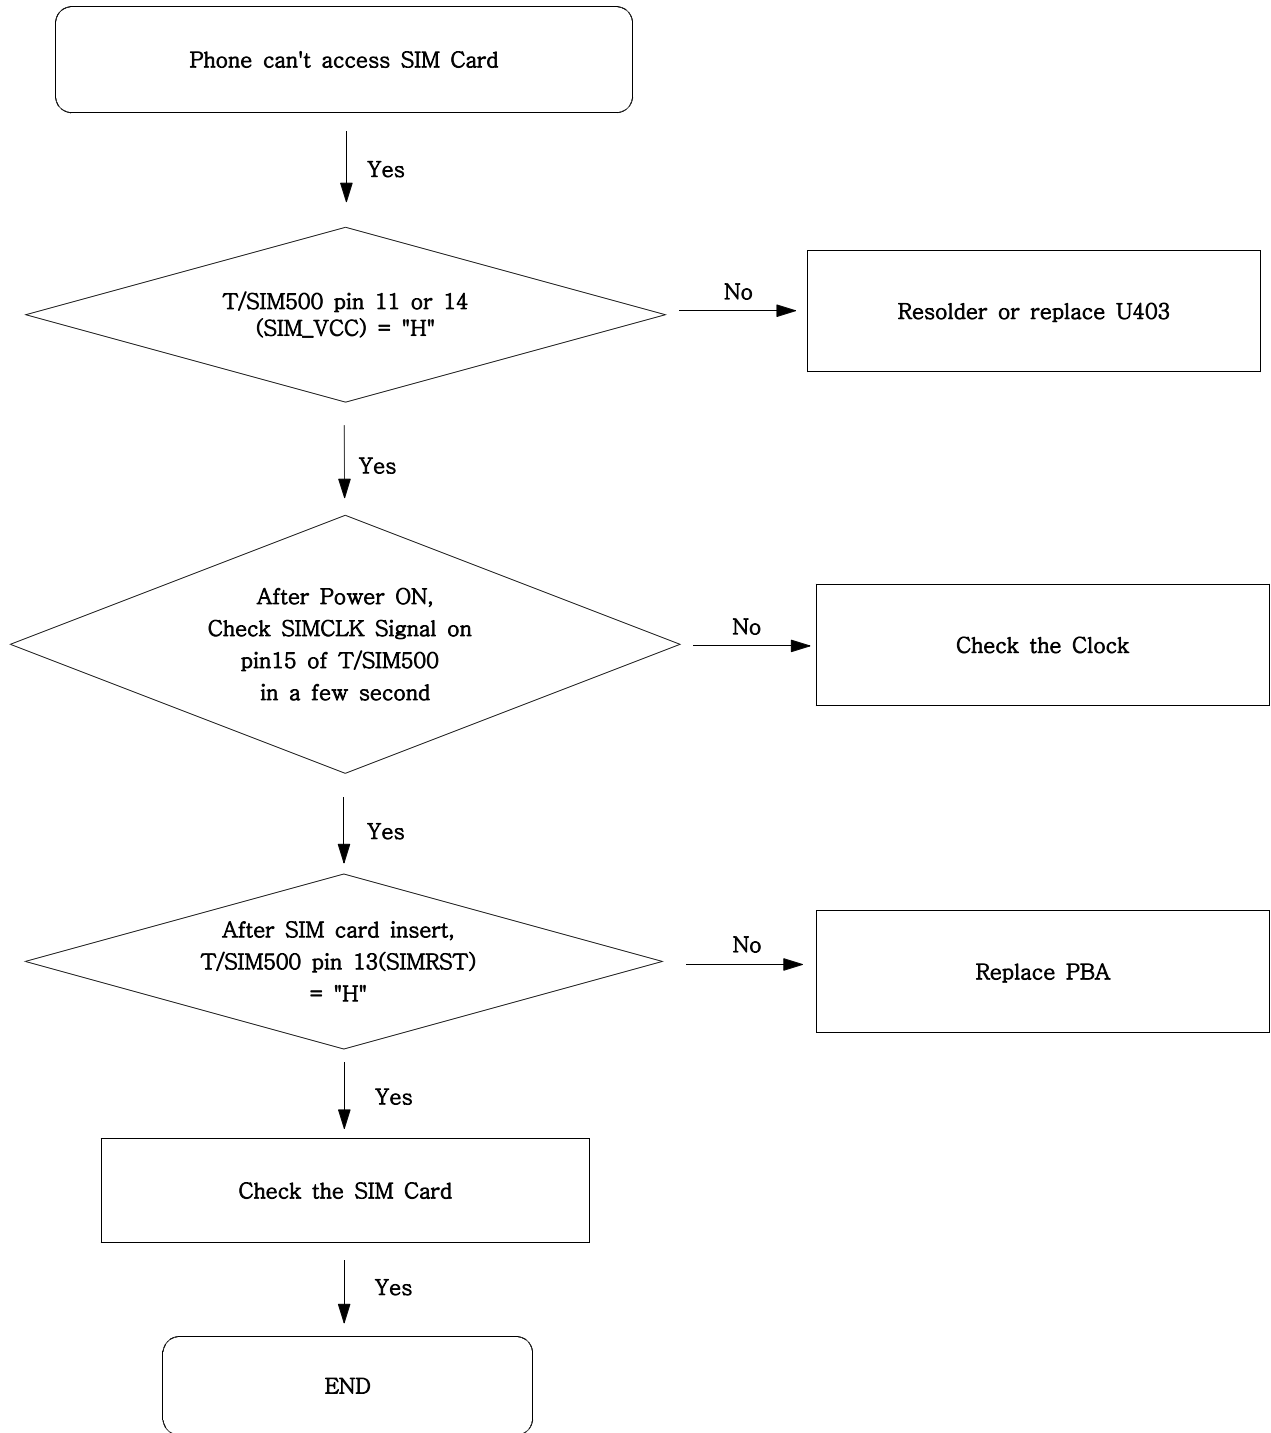 Phone can't access SIM Card
Yes
T/SIM500 pin 11 or 14
(SIM_VCC) = "H"
No
Resolder or replace U403
Yes
After Power ON,
Check SIMCLK Signal on
pin15 of T/SIM500
in a few second
No
Check the Clock
Yes
After SIM card insert,
T/SIM500 pin 13(SIMRST)
= "H"
No
Replace PBA
Yes
Check the SIM Card
Yes
END